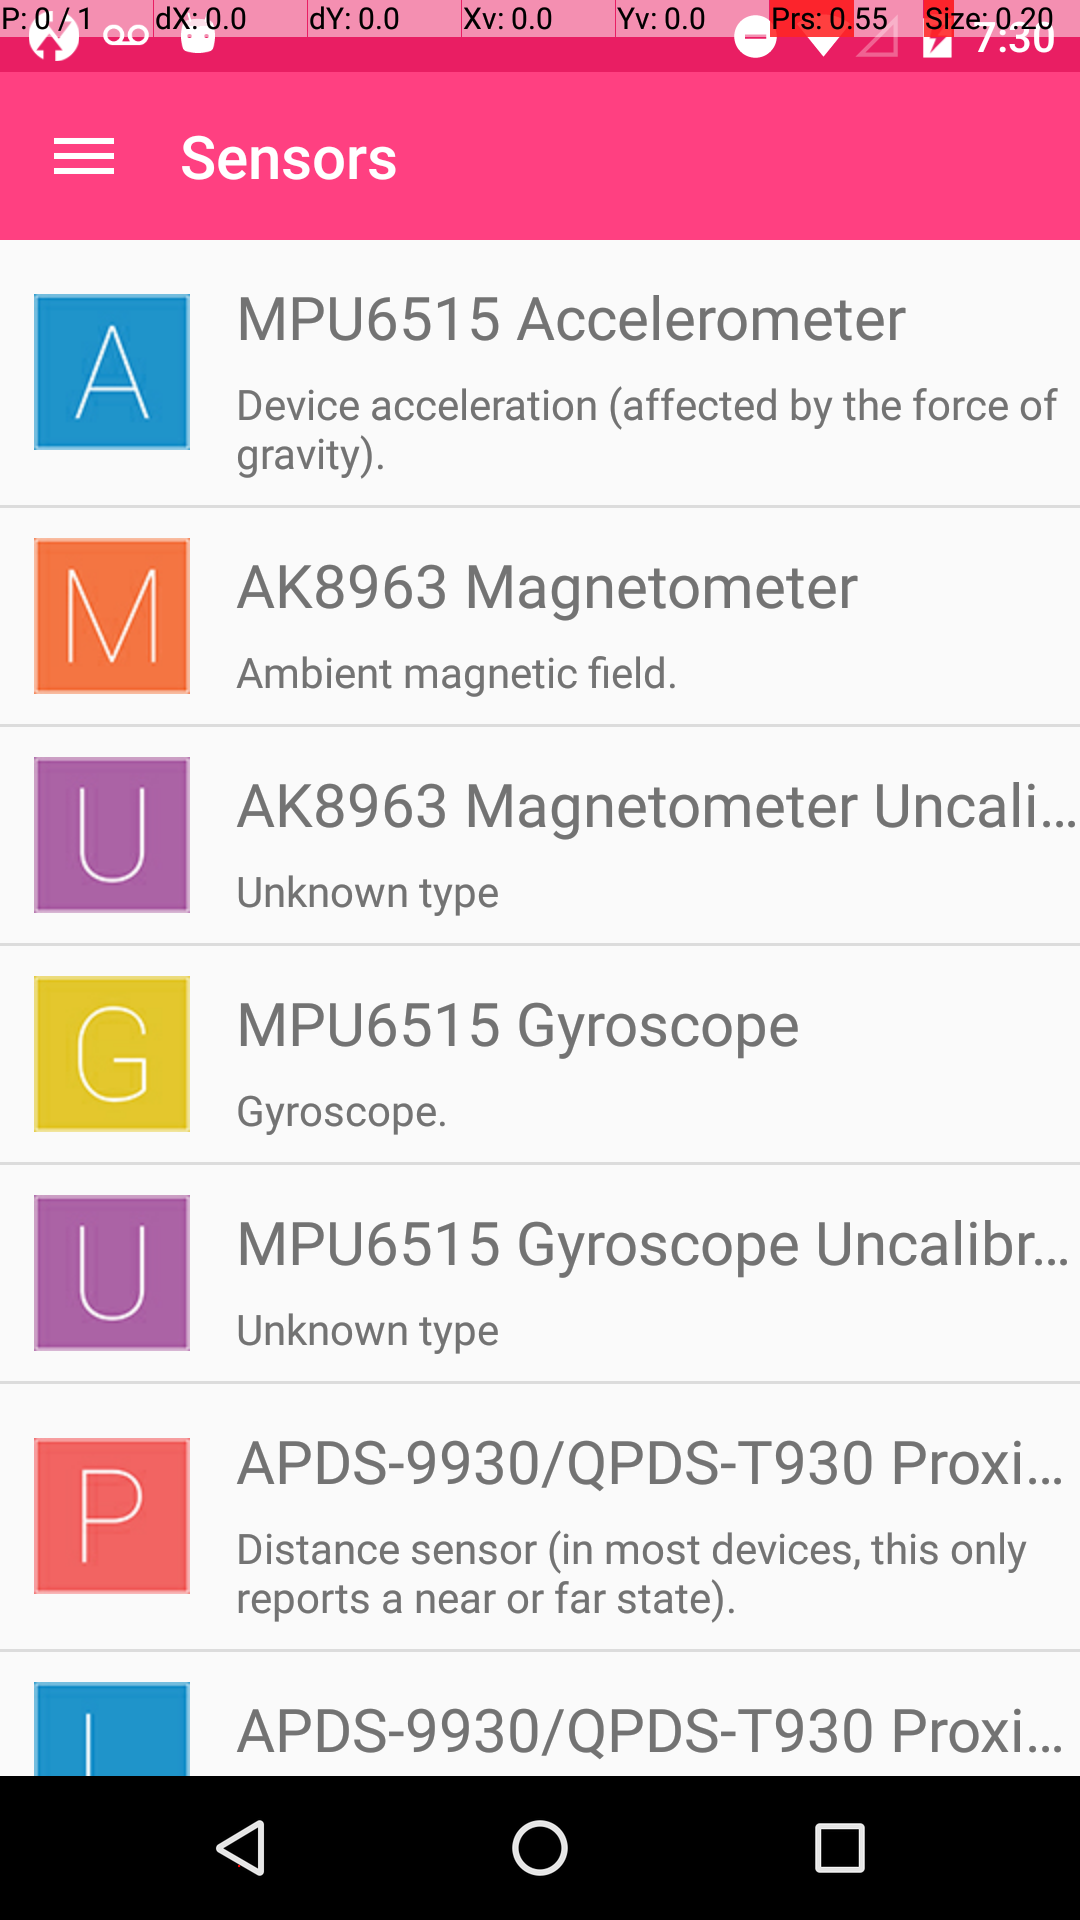 P: 0 / 1 dX: 0.0 dY: 0.0 Xv: 0.0 Yv: 0.0 Prs: 0.55 Size: 0.20
7:30
Sensors
A
MPU6515 Accelerometer
Device acceleration (affected by the force of
gravity).
M
AK8963 Magnetometer
Ambient magnetic field.
U
AK8963 Magnetometer Uncali...
Unknown type
G
MPU6515 Gyroscope
Gyroscope.
U
MPU6515 Gyroscope Uncalibr...
Unknown type
P
APDS-9930/QPDS-T930 Proxi...
Distance sensor (in most devices, this only
reports a near or far state).
APDS-9930/QPDS-T930 Proxi...